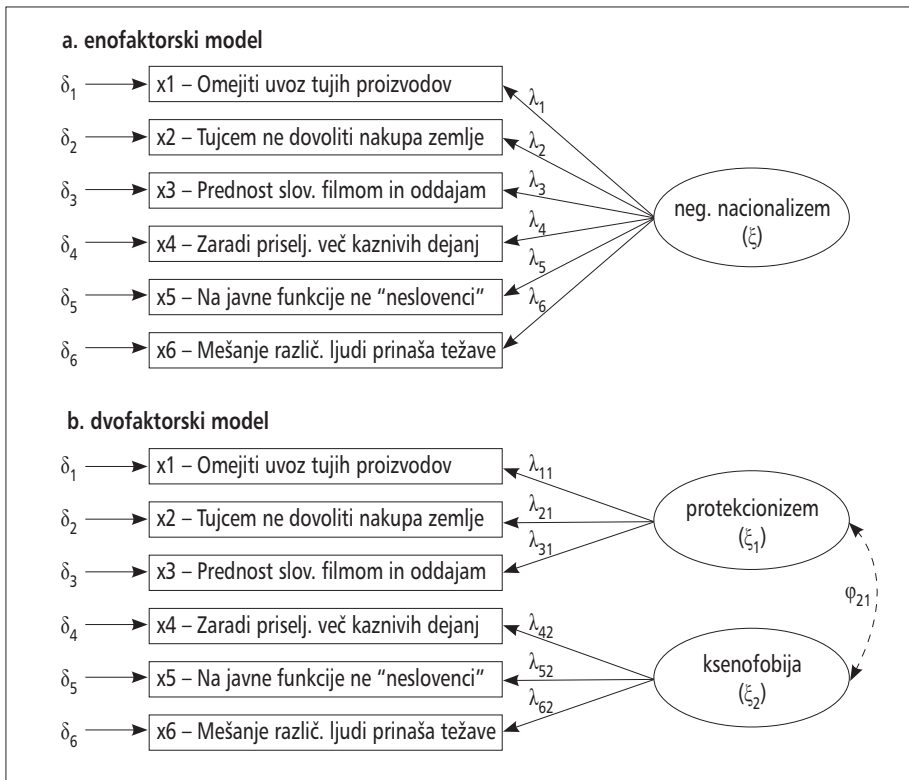 a. enofaktorski model
δ1 x1 – Omejiti uvoz tujih proizvodov λ1
δ2 x2 – Tujcem ne dovoliti nakupa zemlje λ2
δ3 x3 – Prednost slov. filmom in oddajam λ3
δ4 x4 – Zaradi priselj. več kaznivih dejanj λ4
δ5 x5 – Na javne funkcije ne “neslovenci” λ5
δ6 x6 – Mešanje različ. ljudi prinaša težave λ6
neg. nacionalizem
(ξ)
b. dvofaktorski model
δ1 x1 – Omejiti uvoz tujih proizvodov λ11
δ2 x2 – Tujcem ne dovoliti nakupa zemlje λ21
δ3 x3 – Prednost slov. filmom in oddajam λ31
protekcionizem
(ξ1)
φ21
δ4 x4 – Zaradi priselj. več kaznivih dejanj λ42
δ5 x5 – Na javne funkcije ne “neslovenci” λ52
δ6 x6 – Mešanje različ. ljudi prinaša težave λ62
ksenofobija
(ξ2)